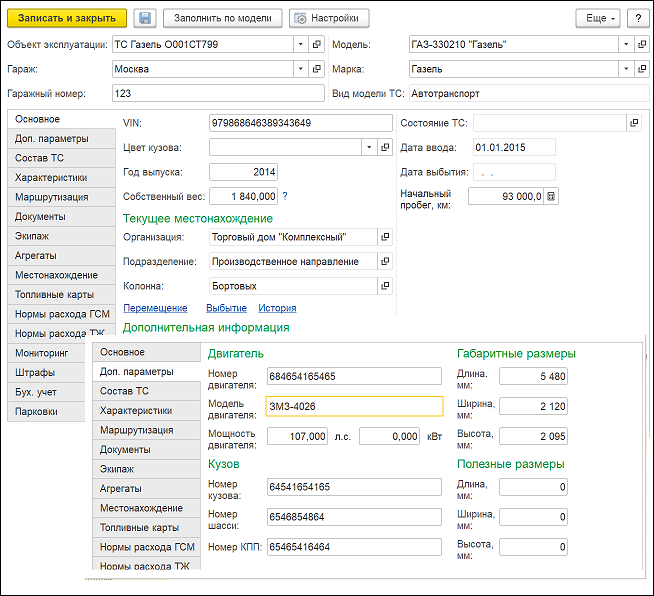 Записать и закрыть Заполнить по модели Настройки Еще ?
Объект эксплуатации: ТС Газель О001СТ799 Модель: ГАЗ-330210 "Газель"
Гараж: Москва Марка: Газель
Гаражный номер: 123 Вид модели ТС: Автотранспорт
Основное
Доп. параметры
Состав ТС
Характеристики
Маршрутизация
Документы
Экипаж
Агрегаты
Местонахождение
Топливные карты
Нормы расхода ГСМ
Нормы расхода ТЖ
Мониторинг
Штрафы
Бух. учет
Парковки
VIN: 979868646389343649 Состояние ТС:
Цвет кузова: Дата ввода: 01.01.2015
Год выпуска: 2014 Дата выбытия: . .
Собственный вес: 1 840,000 ? Начальный
пробег, км: 93 000,0
Текущее местонахождение
Организация: Торговый дом "Комплексный"
Подразделение: Производственное направление
Колонна: Бортовых
Перемещение Выбытие История
Дополнительная информация
Основное
Доп. параметры
Состав ТС
Характеристики
Маршрутизация
Документы
Экипаж
Агрегаты
Местонахождение
Топливные карты
Нормы расхода ГСМ
Нормы расхода ТЖ
Двигатель Габаритные размеры
Номер
двигателя: 684654165465 Длина,
мм: 5 480
Модель
двигателя: ЗМЗ-4026 Ширина,
мм: 2 120
Мощность
двигателя: 107,000 л.с. 0,000 кВт Высота,
мм: 2 095
Кузов Полезные размеры
Номер
кузова: 64541654165 Длина,
мм: 0
Номер
шасси: 6546854864 Ширина,
мм: 0
Номер КПП: 65465416464 Высота,
мм: 0